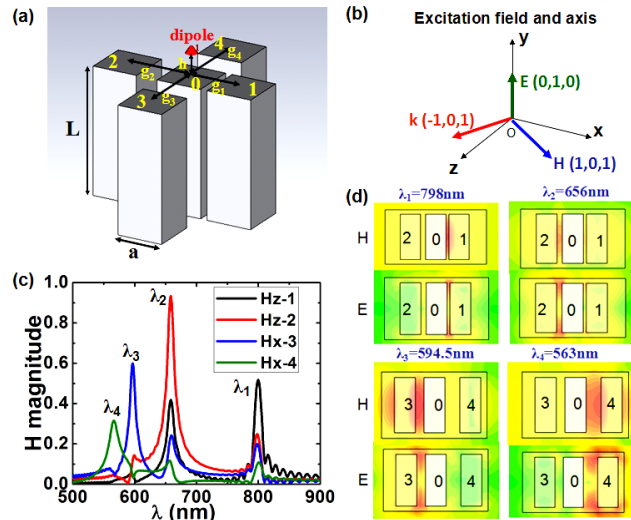 (a)
dipole
h
4
g4
2
g2
0
g1
1
g3
3
L
a
(b)
Excitation field and axis
y
E (0,1,0)
k (-1,0,1)
O
x
z
H (1,0,1)
(c)
H magnitude
1.0
0.8
0.6
0.4
0.2
0.0
λ4
λ3
λ2
λ1
Hz-1
Hz-2
Hx-3
Hx-4
500 600 700 800 900
λ (nm)
(d)
λ1=798nm λ2=656nm
H 2 0 1 2 0 1
E 2 0 1 2 0 1
λ3=594.5nm λ4=563nm
H 3 0 4 3 0 4
E 3 0 4 3 0 4